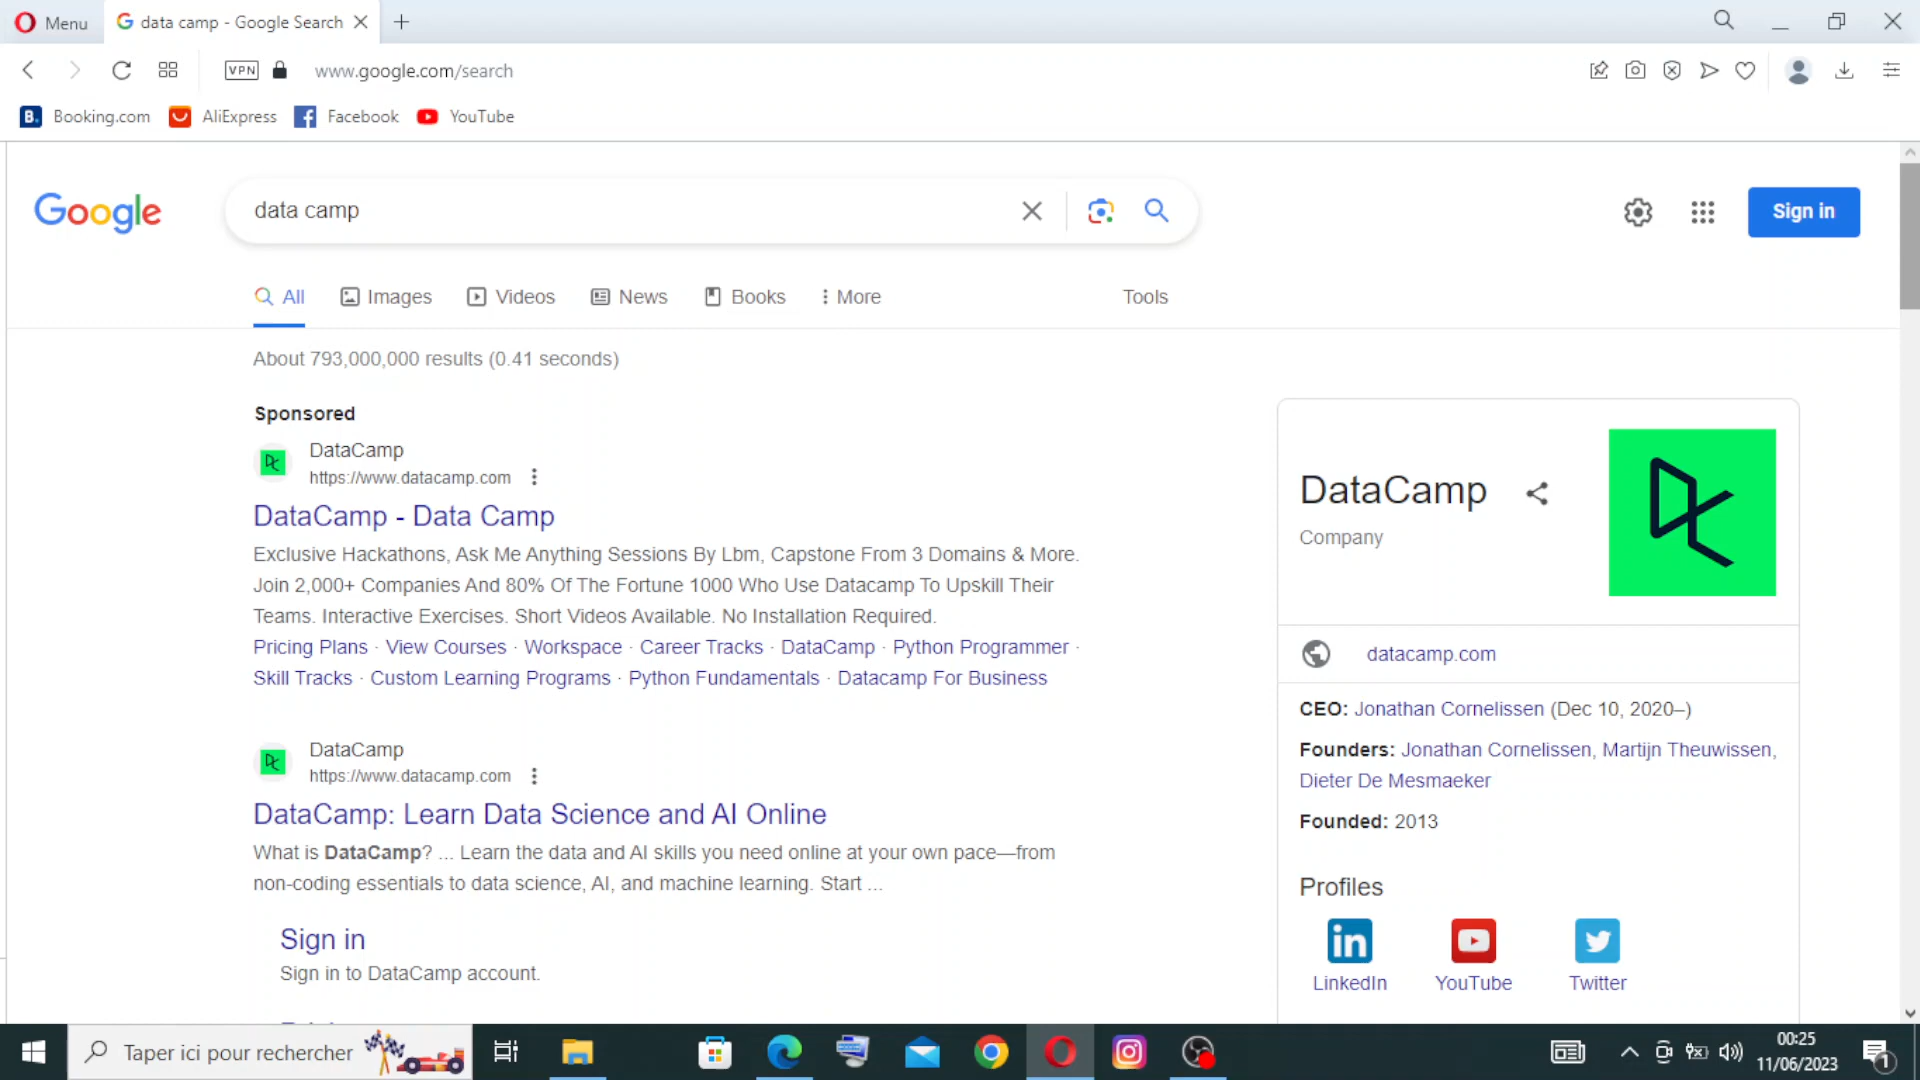 Menu
data camp - Google Search
VPN
www.google.com/search
B. Booking.com
AliExpress
Facebook
YouTube
Google
data camp
Sign in
All
Images
Videos
News
Books
More
Tools
About 793,000,000 results (0.41 seconds)
Sponsored
DataCamp
https://www.datacamp.com
DataCamp - Data Camp
Exclusive Hackathons, Ask Me Anything Sessions By Lbm, Capstone From 3 Domains & More.
Join 2,000+ Companies And 80% Of The Fortune 1000 Who Use Datacamp To Upskill Their
Teams. Interactive Exercises. Short Videos Available. No Installation Required.
Pricing Plans · View Courses · Workspace · Career Tracks · DataCamp · Python Programmer ·
Skill Tracks · Custom Learning Programs · Python Fundamentals · Datacamp For Business
DataCamp
https://www.datacamp.com
DataCamp: Learn Data Science and AI Online
What is DataCamp? ... Learn the data and AI skills you need online at your own pace—from
non-coding essentials to data science, AI, and machine learning. Start ...
Sign in
Sign in to DataCamp account.
DataCamp
Company
datacamp.com
CEO: Jonathan Cornelissen (Dec 10, 2020–)
Founders: Jonathan Cornelissen, Martijn Theuwissen,
Dieter De Mesmaeker
Founded: 2013
Profiles
LinkedIn
YouTube
Twitter
Taper ici pour rechercher
00:25
11/06/2023
1